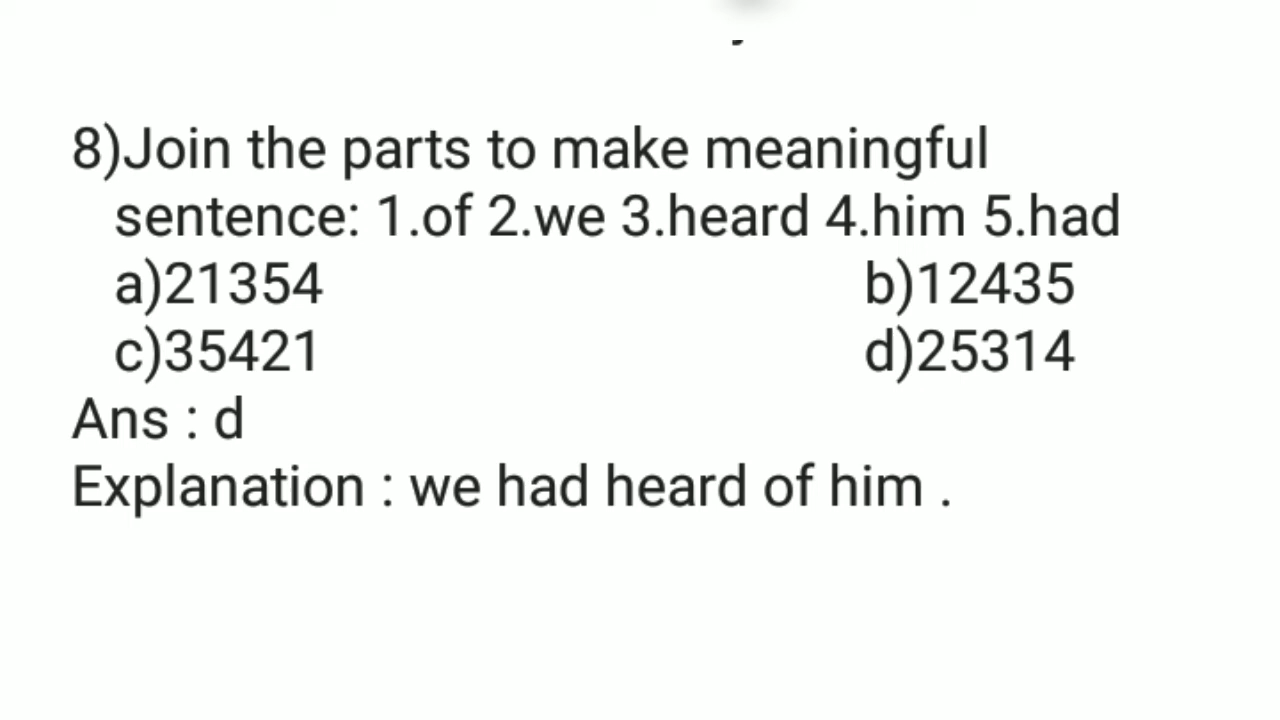 8)Join the parts to make meaningful
sentence: 1.of 2.we 3.heard 4.him 5.had
a)21354 b)12435
c)35421 d)25314
Ans : d
Explanation : we had heard of him .